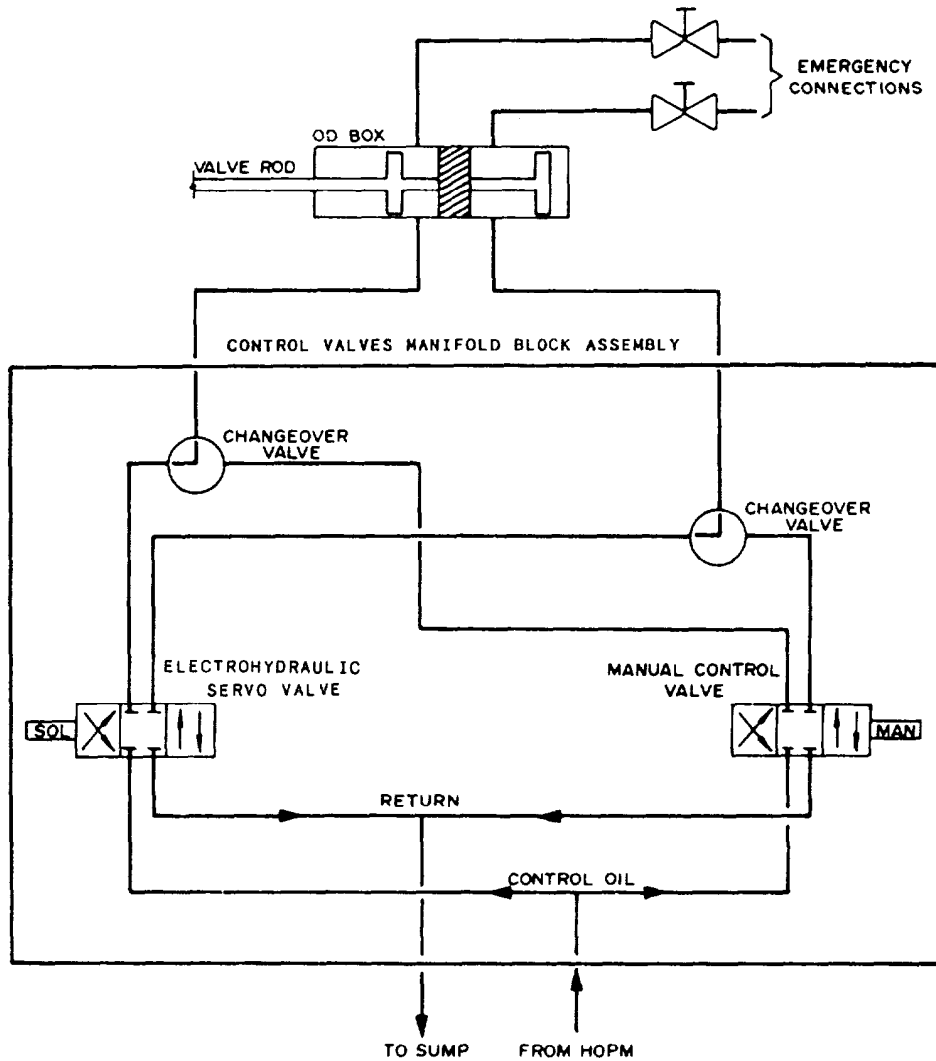 EMERGENCY
CONNECTIONS
OD BOX
VALVE ROD
CONTROL VALVES MANIFOLD BLOCK ASSEMBLY
CHANGEOVER
VALVE
CHANGEOVER
VALVE
ELECTROHYDRAULIC
SERVO VALVE
MANUAL CONTROL
VALVE
SOL
MAN
RETURN
CONTROL OIL
TO SUMP
FROM HOPM